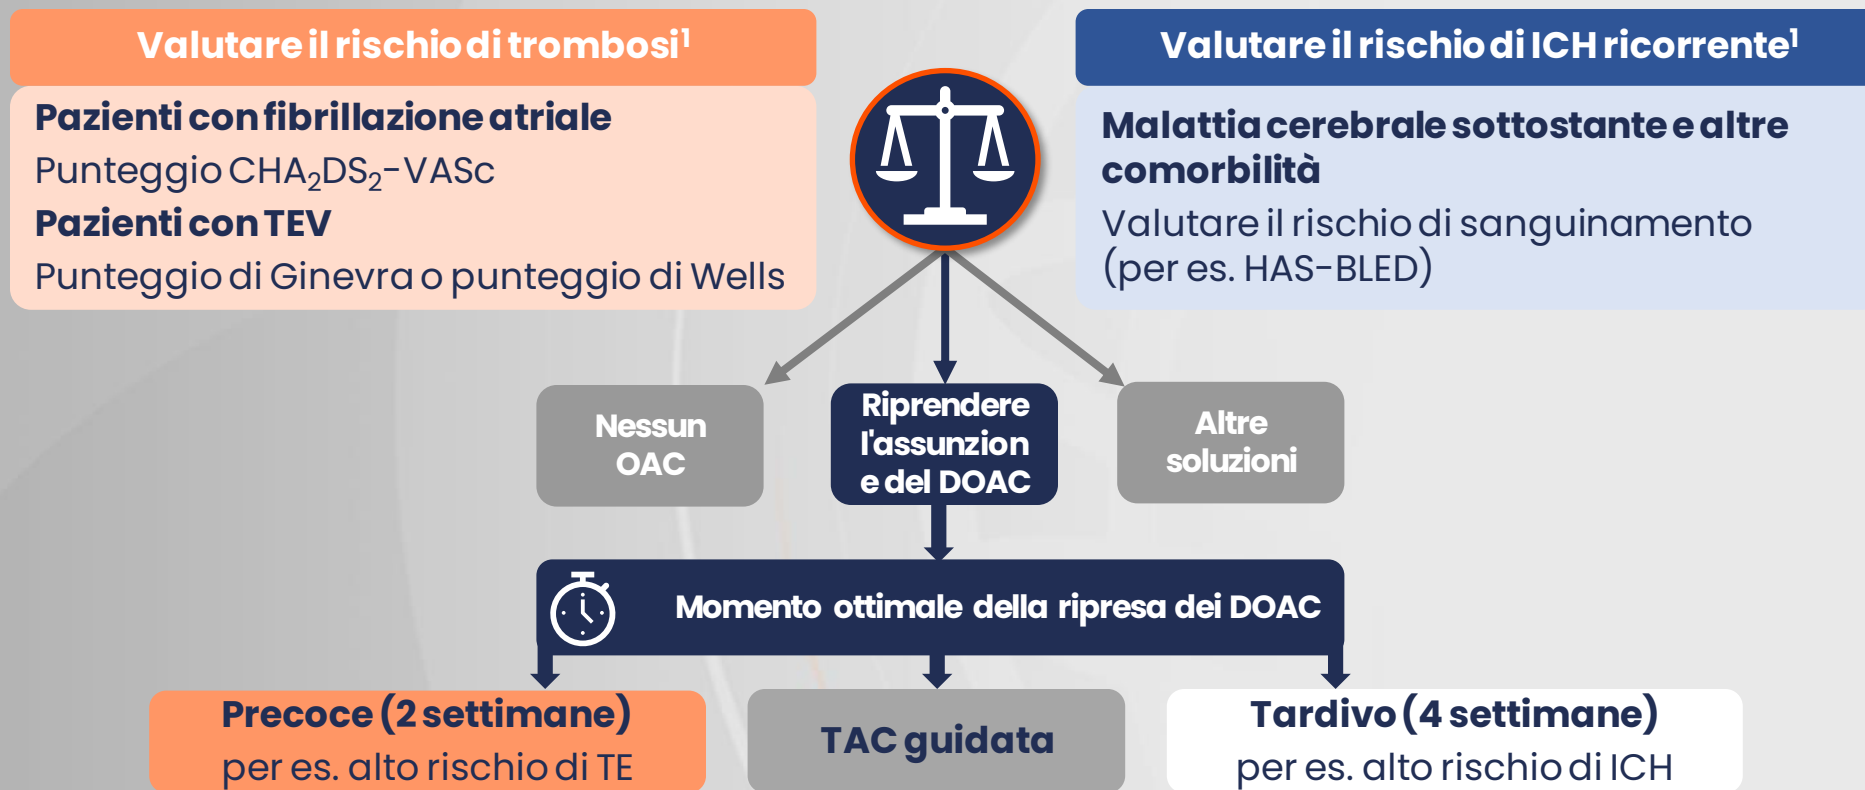 Valutare il rischio di trombosi¹
Pazienti con fibrillazione atriale
Punteggio CHA₂DS₂-VASc
Pazienti con TEV
Punteggio di Ginevra o punteggio di Wells
Valutare il rischio di ICH ricorrente¹
Malattia cerebrale sottostante e altre
comorbilità
Valutare il rischio di sanguinamento
(per es. HAS-BLED)
Nessun
OAC
Riprendere
l'assunzion
e del DOAC
Altre
soluzioni
Momento ottimale della ripresa dei DOAC
Precoce (2 settimane)
per es. alto rischio di TE
TAC guidata
Tardivo (4 settimane)
per es. alto rischio di ICH